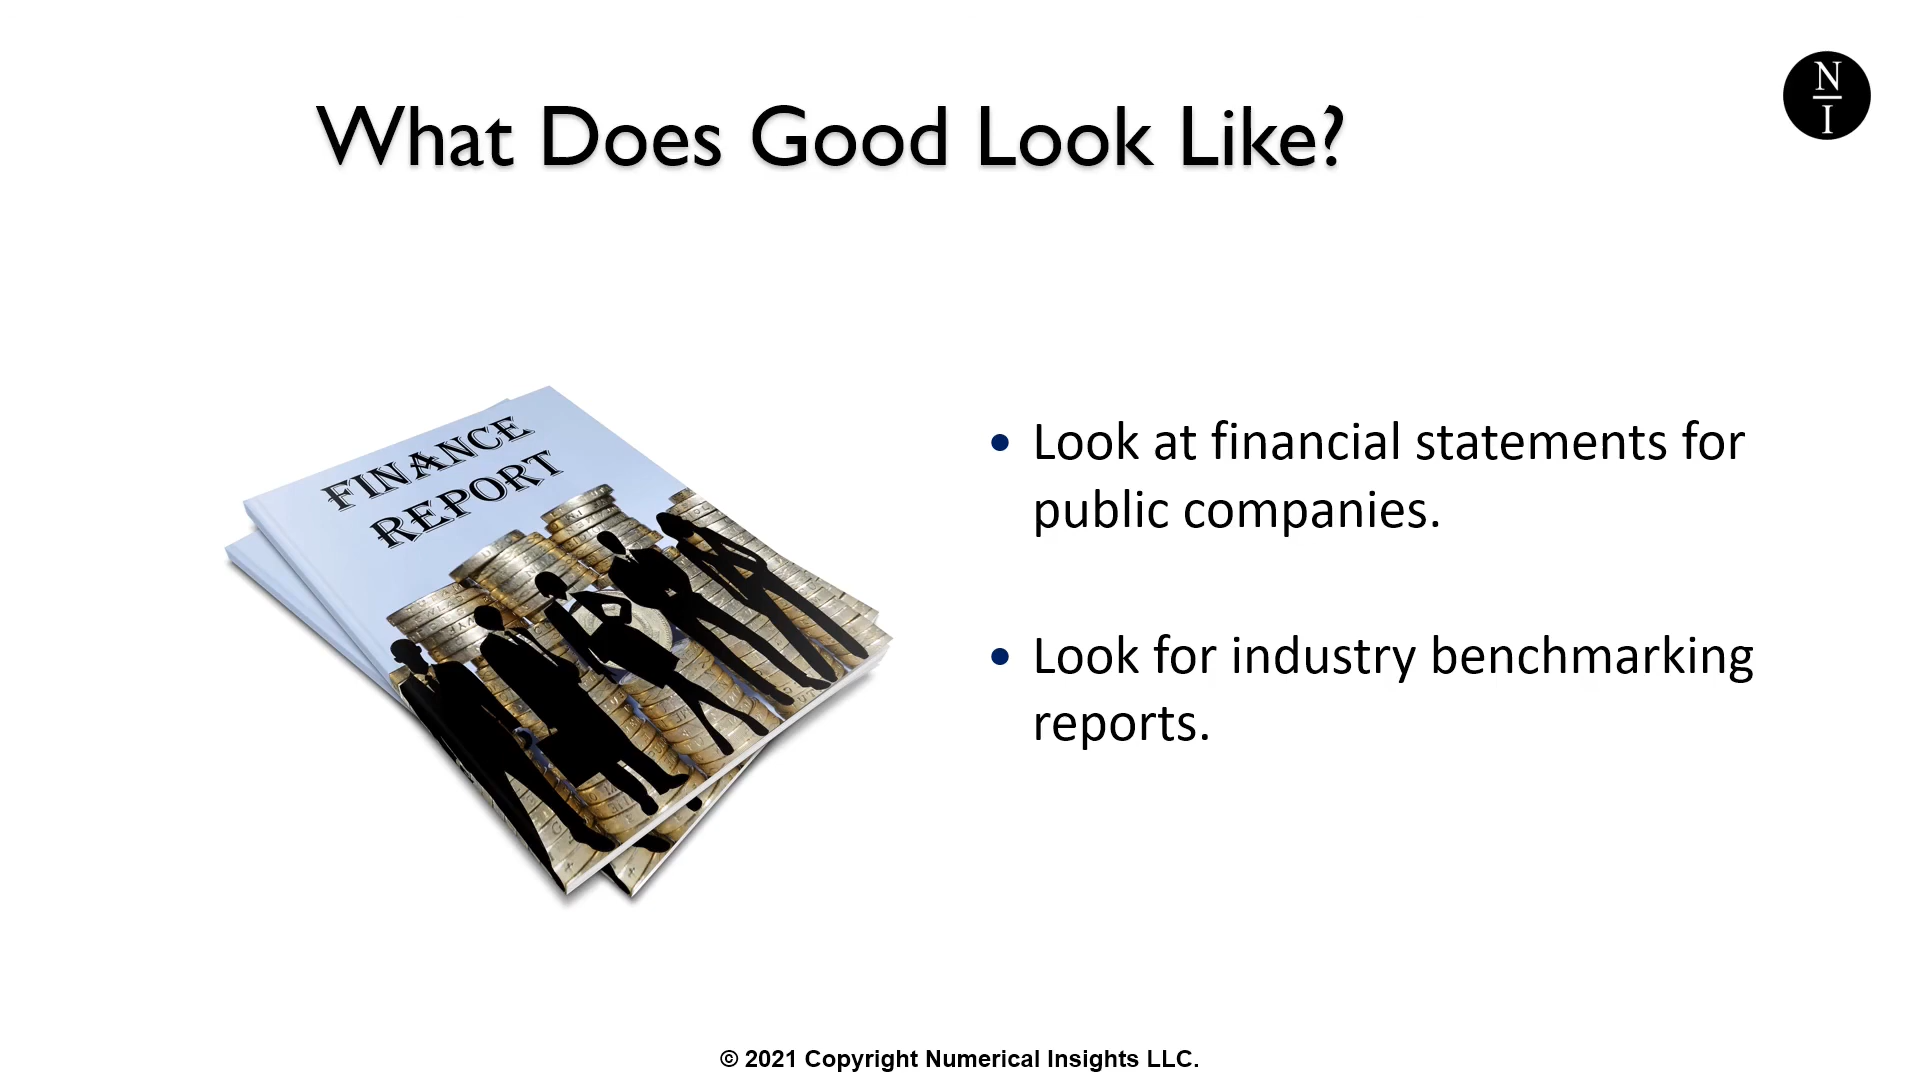 N
I
What Does Good Look Like?
FINANCE
REPORT
• Look at financial statements for
public companies.
• Look for industry benchmarking
reports.
© 2021 Copyright Numerical Insights LLC.